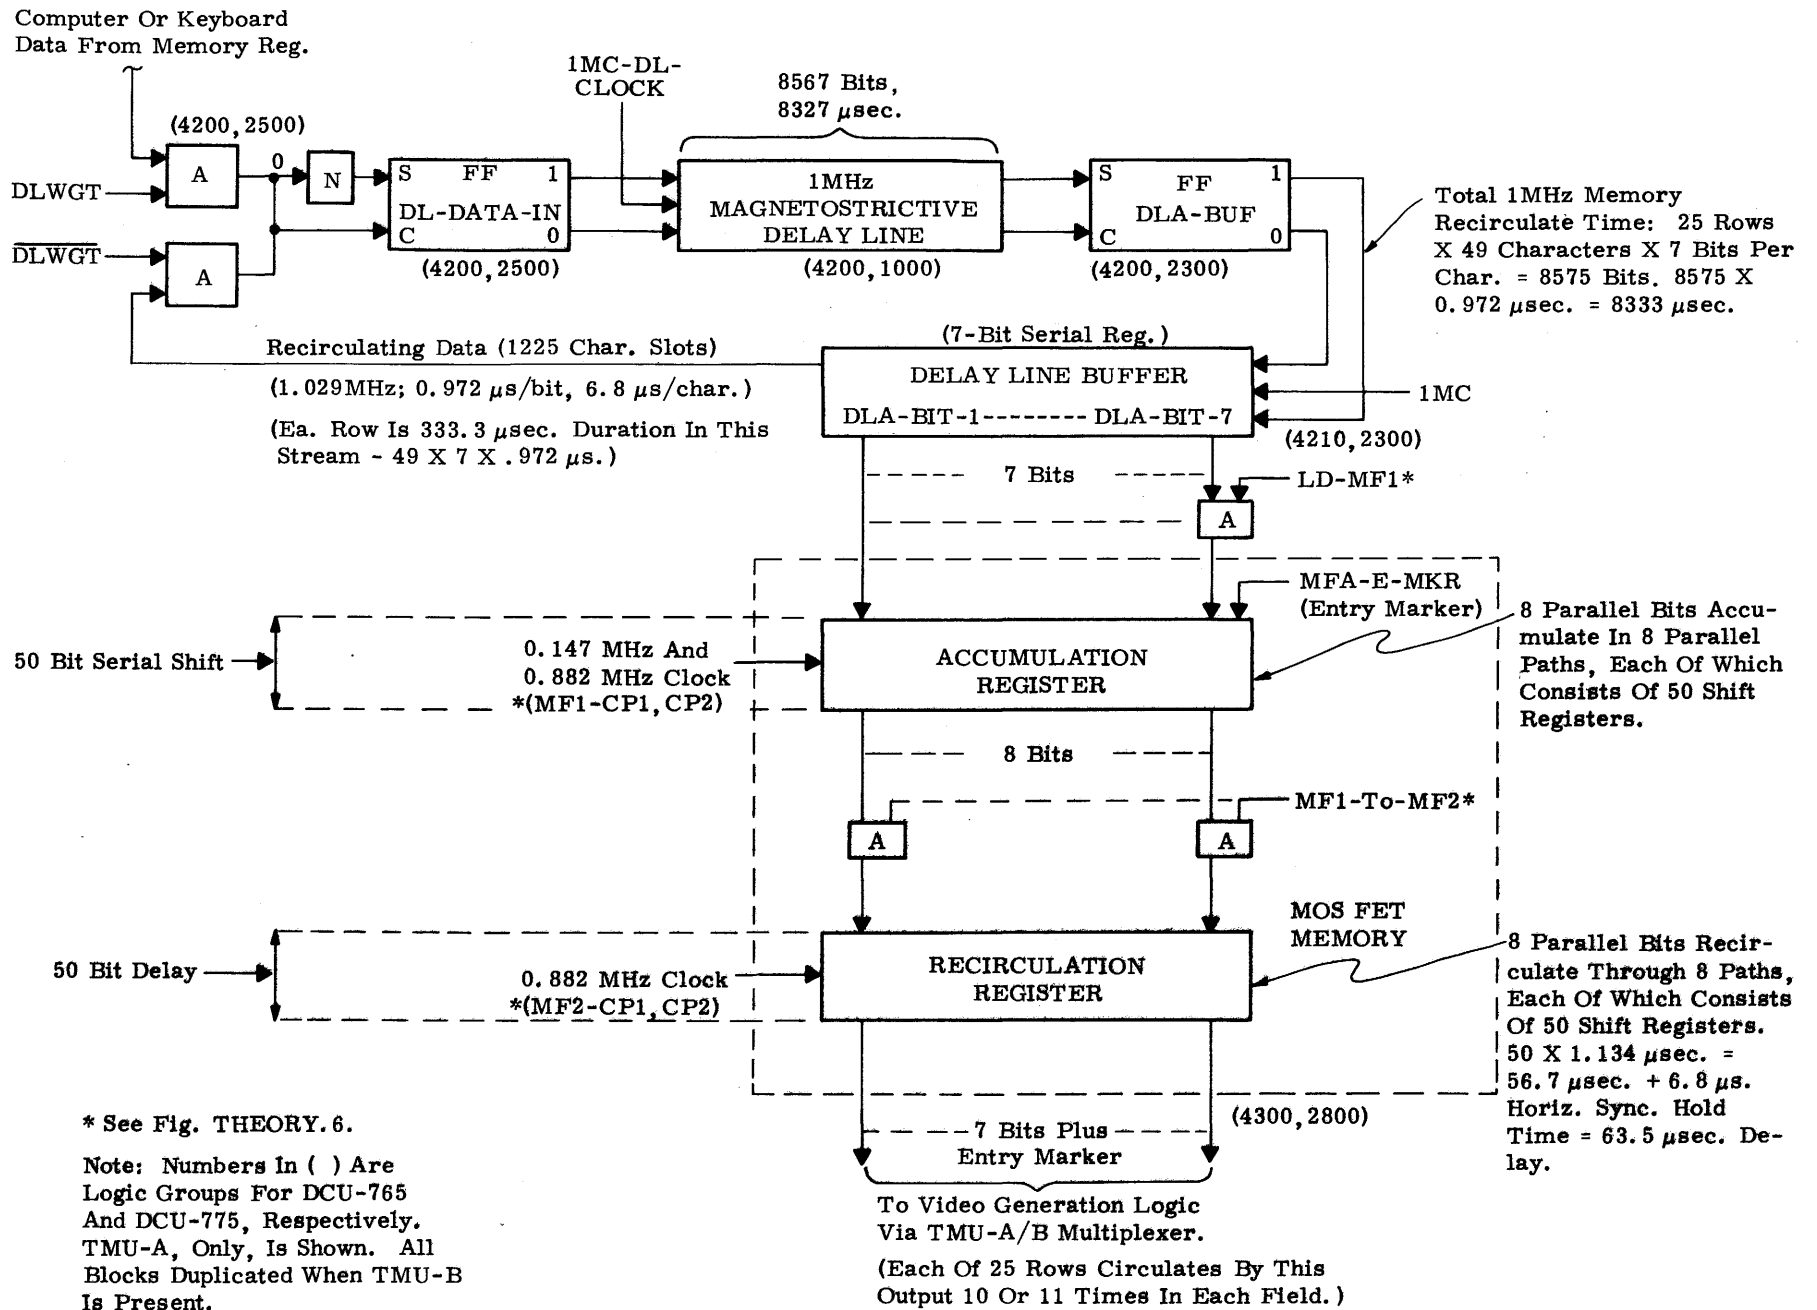 Computer Or Keyboard
Data From Memory Reg.
1MC-DL-
CLOCK
8567 Bits,
8327 μsec.
(4200,2500)
A
0
N
DLWGT
S FF 1
DL-DATA-IN
C 0
(4200,2500)
1MHz
MAGNETOSTRICTIVE
DELAY LINE
(4200,1000)
S FF 1
DLA-BUF
C 0
(4200,2300)
D̅L̅W̅G̅T̅
A
Total 1MHz Memory
Recirculate Time: 25 Rows
X 49 Characters X 7 Bits Per
Char. = 8575 Bits. 8575 X
0.972 μsec. = 8333 μsec.
Recirculating Data (1225 Char. Slots)
(1.029MHz; 0.972 μs/bit, 6.8 μs/char.)
(Ea. Row Is 333.3 μsec. Duration In This
Stream - 49 X 7 X .972 μs.)
(7-Bit Serial Reg.)
DELAY LINE BUFFER
DLA-BIT-1-------- DLA-BIT-7
1MC
(4210,2300)
7 Bits
LD-MF1*
A
MFA-E-MKR
(Entry Marker)
50 Bit Serial Shift
0.147 MHz And
0.882 MHz Clock
*(MF1-CP1,CP2)
ACCUMULATION
REGISTER
8 Parallel Bits Accu-
mulate In 8 Parallel
Paths, Each Of Which
Consists Of 50 Shift
Registers.
8 Bits
MF1-To-MF2*
A
A
MOS FET
MEMORY
50 Bit Delay
0.882 MHz Clock
*(MF2-CP1,CP2)
RECIRCULATION
REGISTER
8 Parallel Bits Recir-
culate Through 8 Paths,
Each Of Which Consists
Of 50 Shift Registers.
50 X 1.134 μsec. =
56.7 μsec. + 6.8 μs.
Horiz. Sync. Hold
Time = 63.5 μsec. De-
lay.
(4300,2800)
7 Bits Plus
Entry Marker
To Video Generation Logic
Via TMU-A/B Multiplexer.
(Each Of 25 Rows Circulates By This
Output 10 Or 11 Times In Each Field.)
* See Fig. THEORY.6.
Note: Numbers In ( ) Are
Logic Groups For DCU-765
And DCU-775, Respectively.
TMU-A, Only, Is Shown. All
Blocks Duplicated When TMU-B
Is Present.